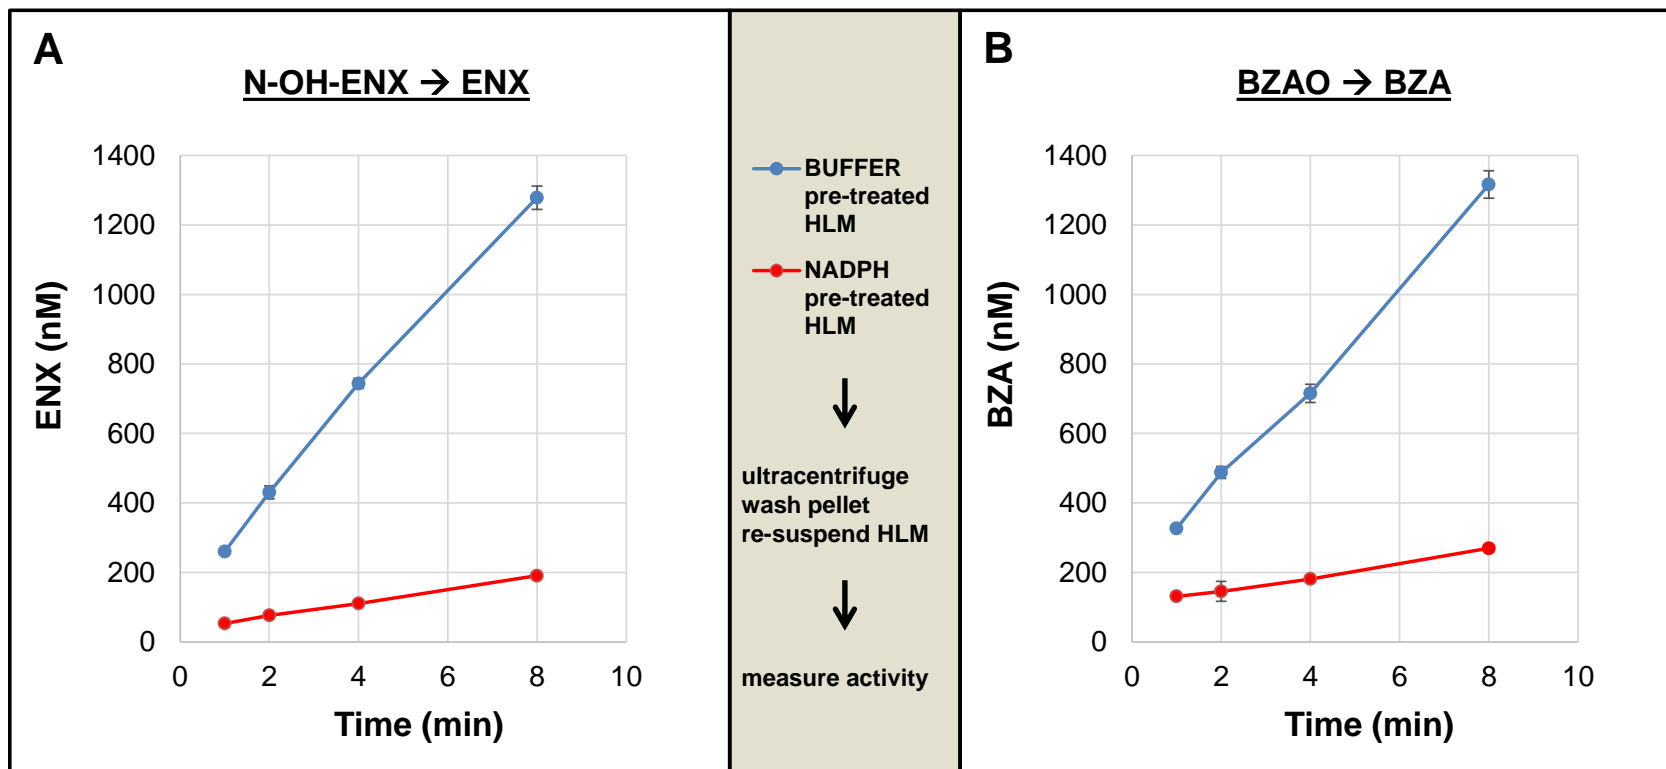 A
N-OH-ENX → ENX
1400
1200
1000
800
600
400
200
0
0 2 4 6 8 10
ENX (nM)
Time (min)
BUFFER
pre-treated
HLM
NADPH
pre-treated
HLM
ultracentrifuge
wash pellet
re-suspend HLM
measure activity
B
BZAO → BZA
1400
1200
1000
800
600
400
200
0
0 2 4 6 8 10
BZA (nM)
Time (min)